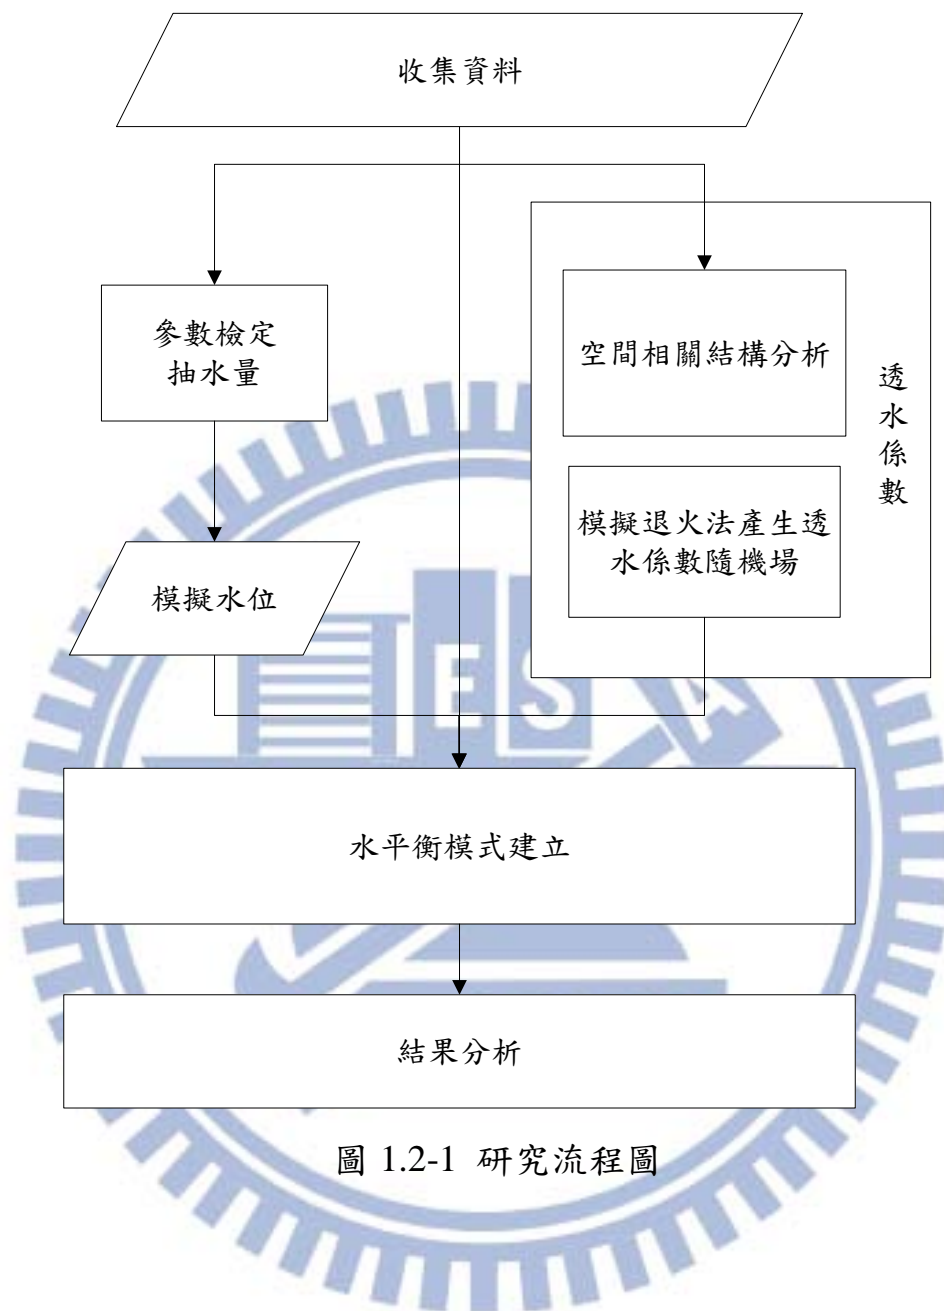 收集資料
參數檢定
抽水量
空間相關結構分析
透
水
係
數
模擬退火法產生透
水係數隨機場
模擬水位
E S A
水平衡模式建立
結果分析
圖 1.2-1 研究流程圖